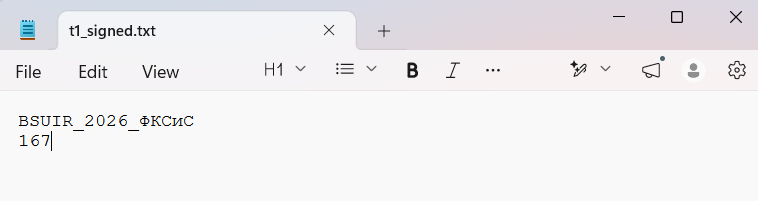 t1_signed.txt
File Edit View H1 B I
BSUIR_2026_ФКСиС
167